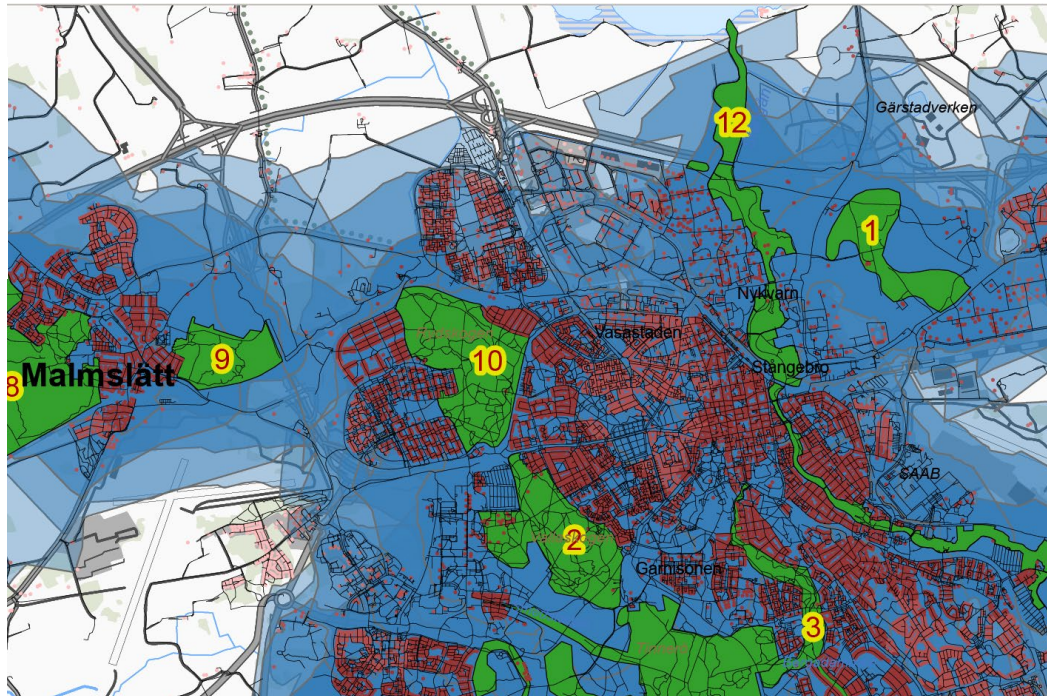 12
Gärstadverken
1
Nykvarn
Vasastaden
10
9
Stångebro
8
Malmslätt
SAAB
2
Garnisonen
3